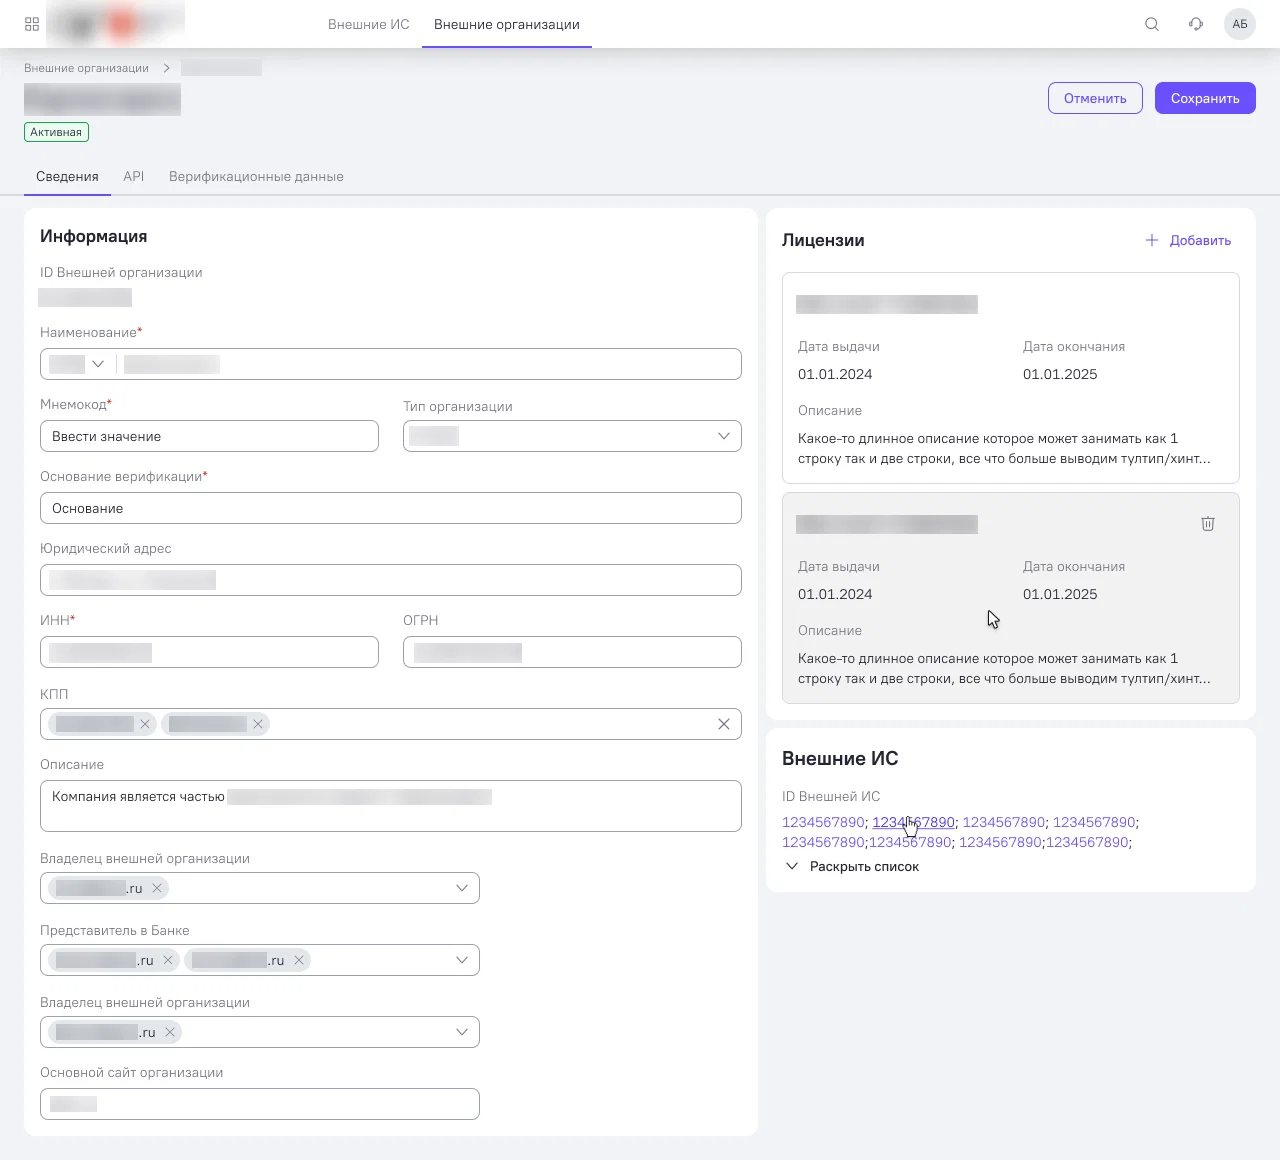 Внешние ИС
Внешние организации
АБ
Внешние организации
Отменить
Сохранить
Активная
Сведения
API
Верификационные данные
Информация
ID Внешней организации
Наименование*
Мнемокод*
Тип организации
Ввести значение
Основание верификации*
Основание
Юридический адрес
ИНН*
ОГРН
КПП
Описание
Компания является частью
Владелец внешней организации
.ru
Представитель в Банке
.ru
.ru
Владелец внешней организации
.ru
Основной сайт организации
Лицензии
Добавить
Дата выдачи
Дата окончания
01.01.2024
01.01.2025
Описание
Какое-то длинное описание которое может занимать как 1
строку так и две строки, все что больше выводим тултип/хинт...
Дата выдачи
Дата окончания
01.01.2024
01.01.2025
Описание
Какое-то длинное описание которое может занимать как 1
строку так и две строки, все что больше выводим тултип/хинт...
Внешние ИС
ID Внешней ИС
1234567890; 1234567890; 1234567890; 1234567890;
1234567890;1234567890; 1234567890;1234567890;
Раскрыть список